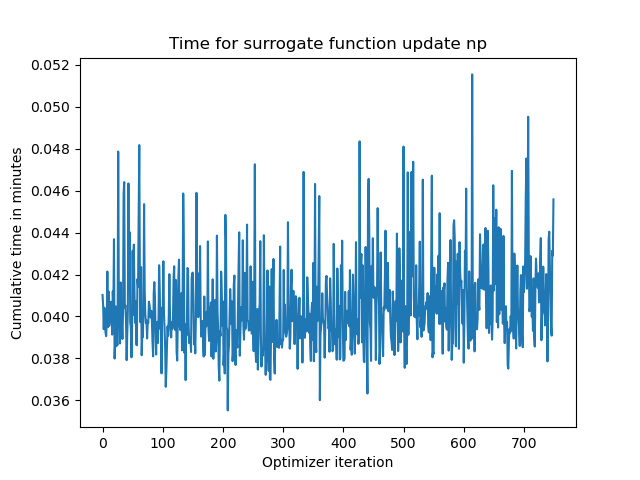 Time for surrogate function update np
0.052
0.050
0.048
0.046
0.044
0.042
0.040
0.038
0.036
Cumulative time in minutes
0 100 200 300 400 500 600 700
Optimizer iteration